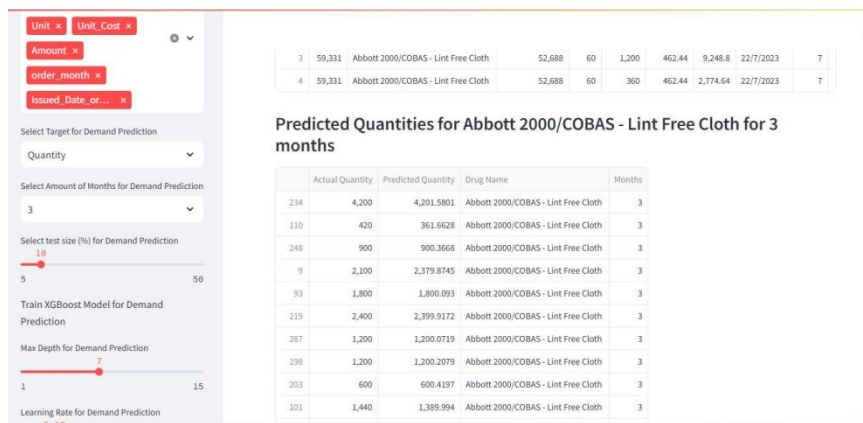 Unit × Unit_Cost ×
Amount ×
order_month ×
Issued_Date_or... ×
Select Target for Demand Prediction
Quantity
Select Amount of Months for Demand Prediction
3
Select test size (%) for Demand Prediction
10
5 50
Train XGBoost Model for Demand
Prediction
Max Depth for Demand Prediction
7
1 15
Learning Rate for Demand Prediction
3 59,331 Abbott 2000/COBAS - Lint Free Cloth 52,688 60 1,200 462.44 9,248.8 22/7/2023 7
4 59,331 Abbott 2000/COBAS - Lint Free Cloth 52,688 60 360 462.44 2,774.64 22/7/2023 7
Predicted Quantities for Abbott 2000/COBAS - Lint Free Cloth for 3
months
Actual Quantity Predicted Quantity Drug Name Months
234 4,200 4,201.5801 Abbott 2000/COBAS - Lint Free Cloth 3
110 420 361.6628 Abbott 2000/COBAS - Lint Free Cloth 3
248 900 900.3668 Abbott 2000/COBAS - Lint Free Cloth 3
9 2,100 2,379.8745 Abbott 2000/COBAS - Lint Free Cloth 3
93 1,800 1,800.093 Abbott 2000/COBAS - Lint Free Cloth 3
219 2,400 2,399.9172 Abbott 2000/COBAS - Lint Free Cloth 3
287 1,200 1,200.0719 Abbott 2000/COBAS - Lint Free Cloth 3
198 1,200 1,200.2079 Abbott 2000/COBAS - Lint Free Cloth 3
203 600 600.4197 Abbott 2000/COBAS - Lint Free Cloth 3
101 1,440 1,389.994 Abbott 2000/COBAS - Lint Free Cloth 3